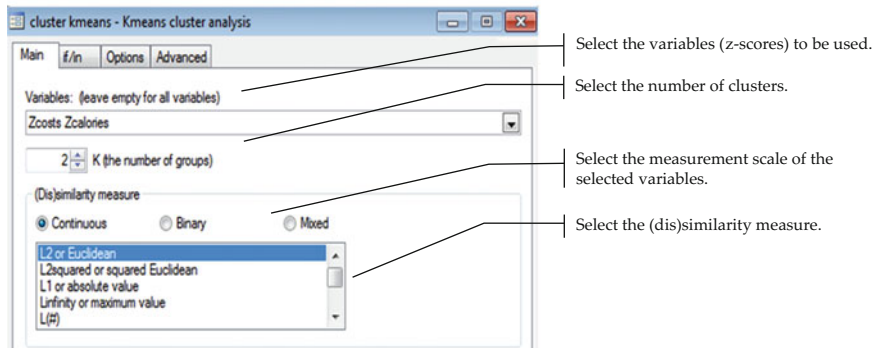 cluster kmeans - Kmeans cluster analysis
Main if/in Options Advanced
Variables: (leave empty for all variables)
Zcosts Zcalories
2 K (the number of groups)
(Dis)similarity measure
Continuous Binary Mixed
L2 or Euclidean
L2squared or squared Euclidean
L1 or absolute value
Linfinity or maximum value
L(#)
Select the variables (z-scores) to be used.
Select the number of clusters.
Select the measurement scale of the
selected variables.
Select the (dis)similarity measure.